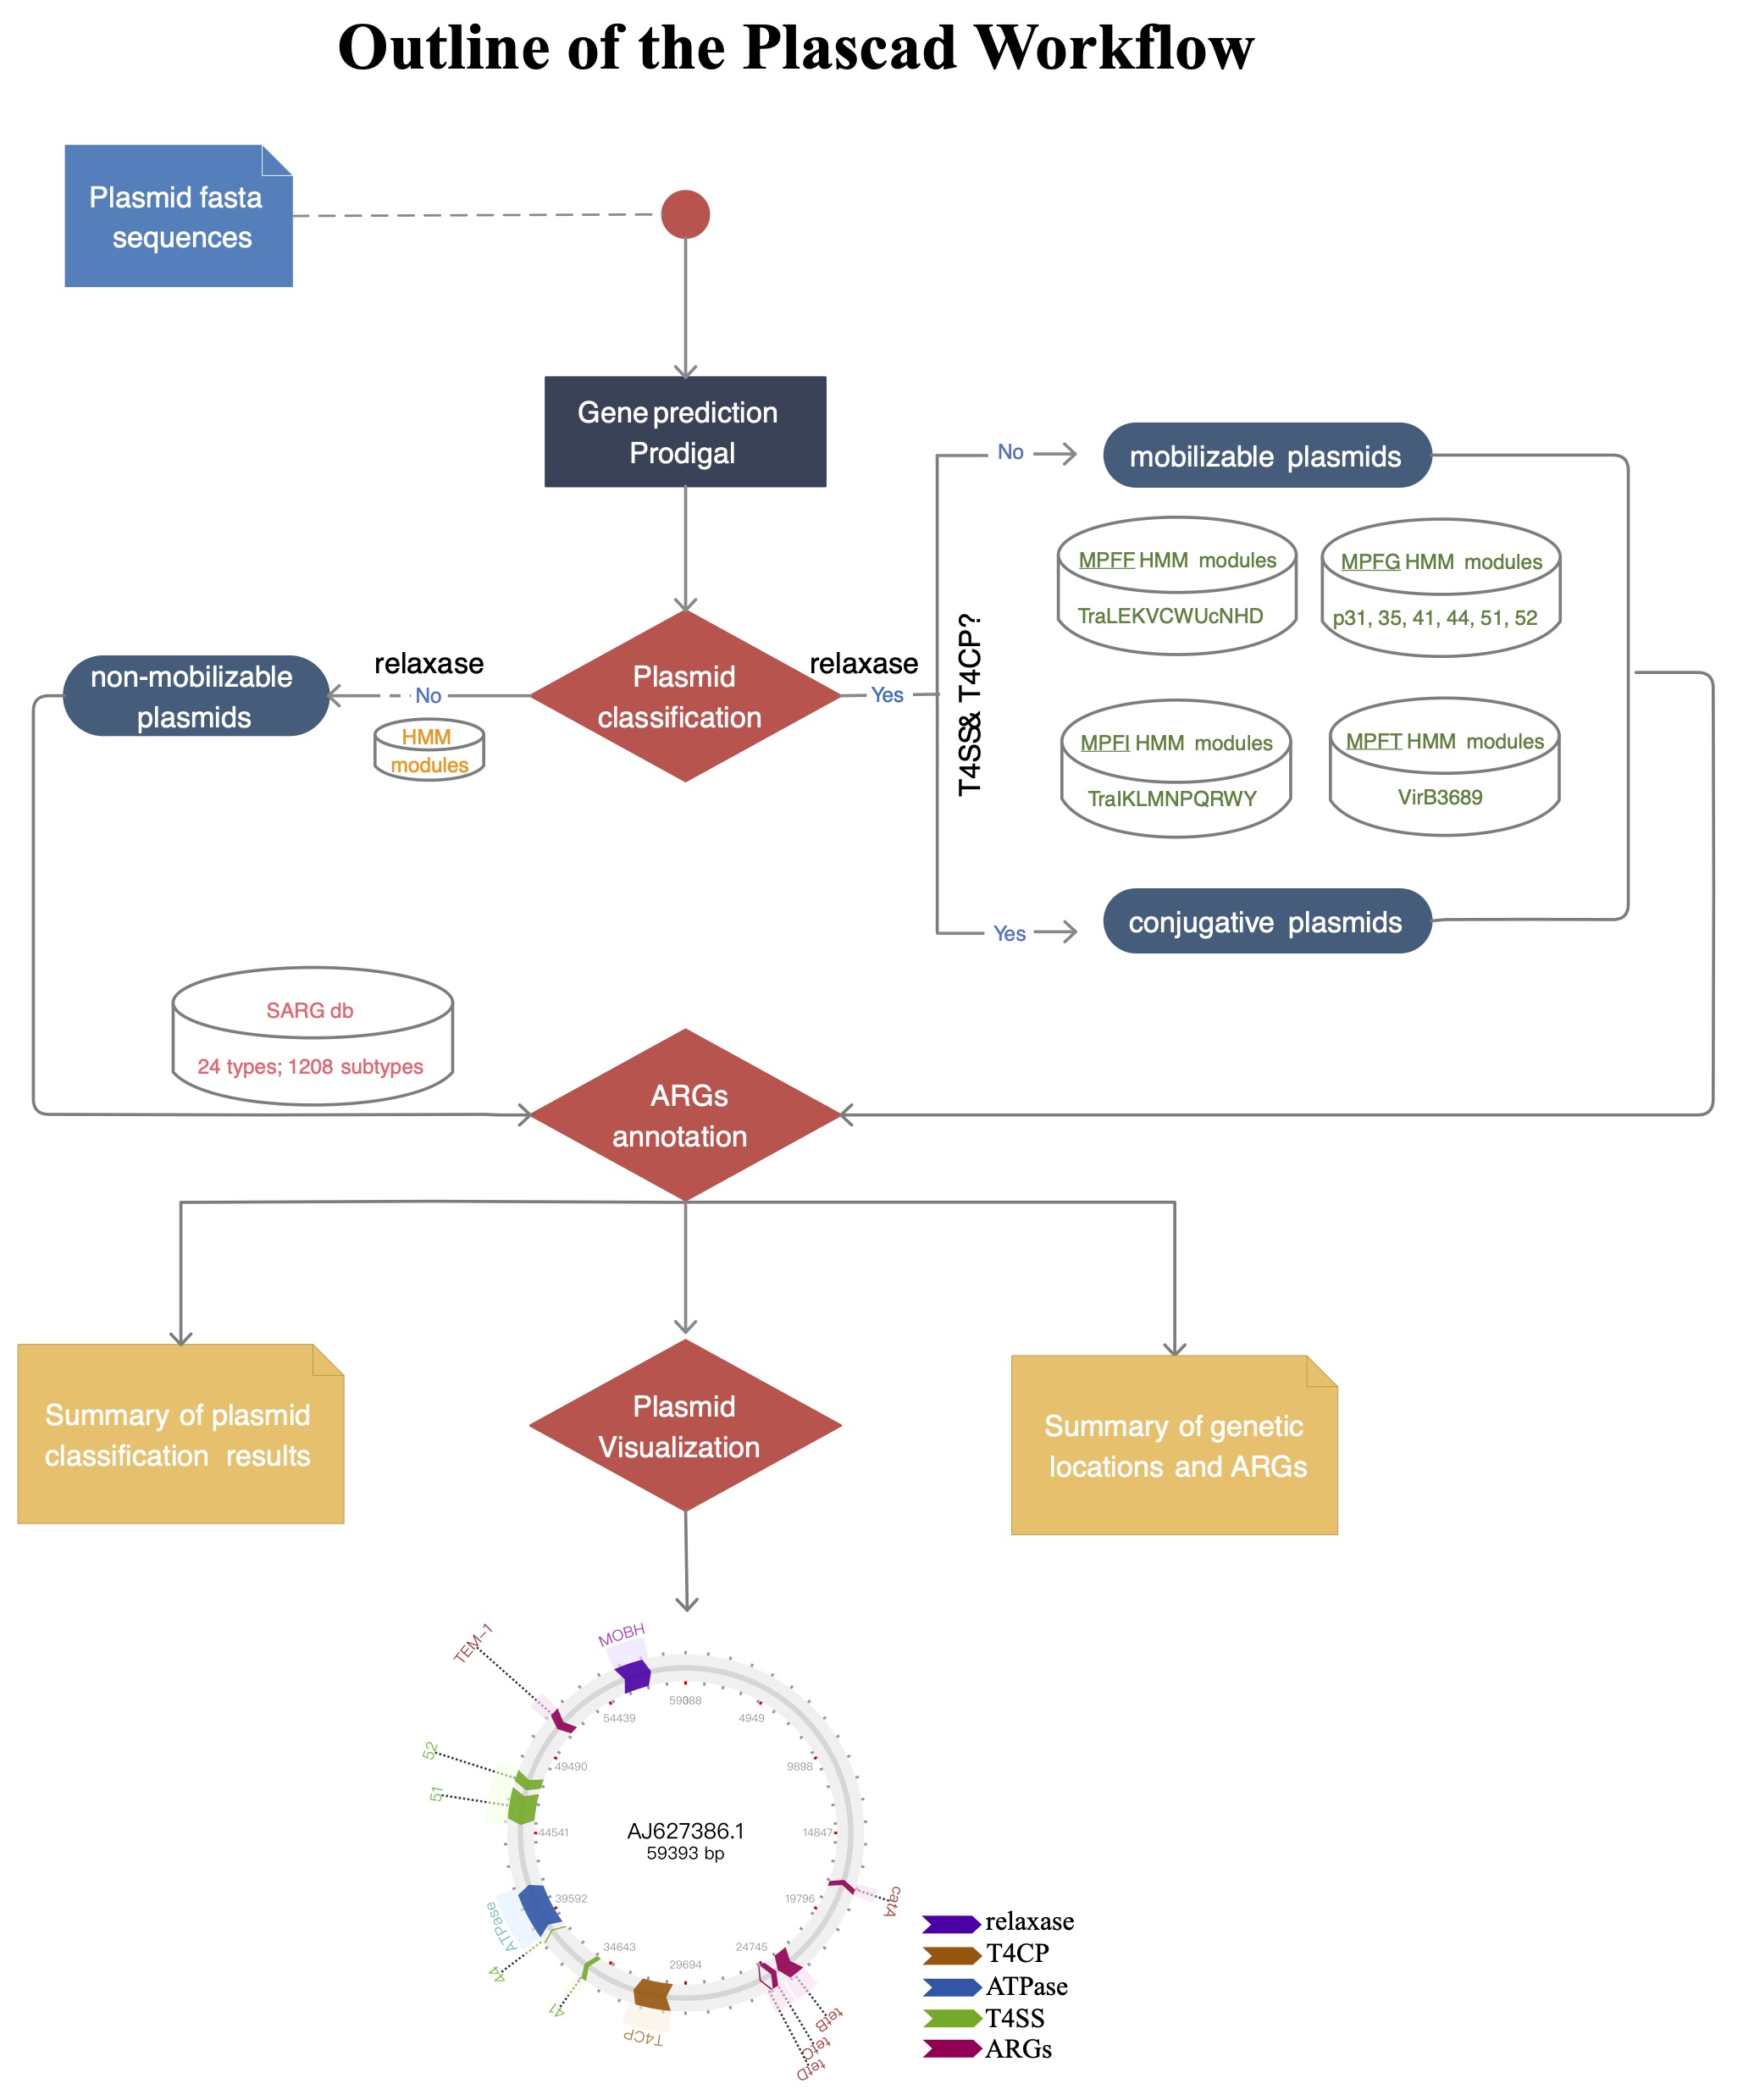 Outline of the Plascad Workflow
Plasmid fasta
sequences
Gene prediction
Prodigal
No
mobilizable plasmids
MPFF HMM modules
TraLEKVCWUcNHD
MPFG HMM modules
p31, 35, 41, 44, 51, 52
T4SS& T4CP?
relaxase
No
HMM
modules
non-mobilizable
plasmids
Plasmid
classification
relaxase
Yes
MPFI HMM modules
TraIKLMNPQRWY
MPFT HMM modules
VirB3689
Yes
conjugative plasmids
SARG db
24 types; 1208 subtypes
ARGs
annotation
Summary of plasmid
classification results
Plasmid
Visualization
Summary of genetic
locations and ARGs
MOBH
TEM-1
54439
4949
49490
9898
52
51
44541
14847
AJ627386.1
59393 bp
39592
19796
catA
ATPase
44
34643
24745
29694
41
T4CP
tetB
tetC
tetD
relaxase
T4CP
ATPase
T4SS
ARGs